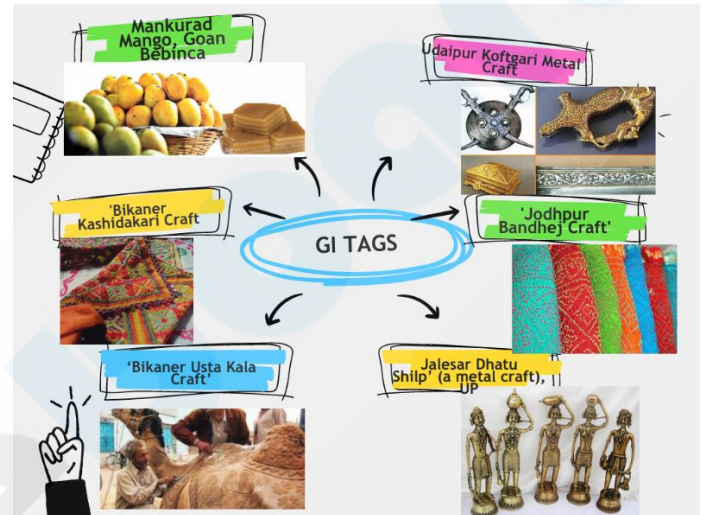 Mankurad
Mango, Goan
Bebinca
Udaipur Koftgari Metal
Craft
'Bikaner
Kashidakari Craft
GI TAGS
'Jodhpur
Bandhej Craft'
‘Bikaner Usta Kala
Craft’
Jalesar Dhatu
Shilp’ (a metal craft),
UP